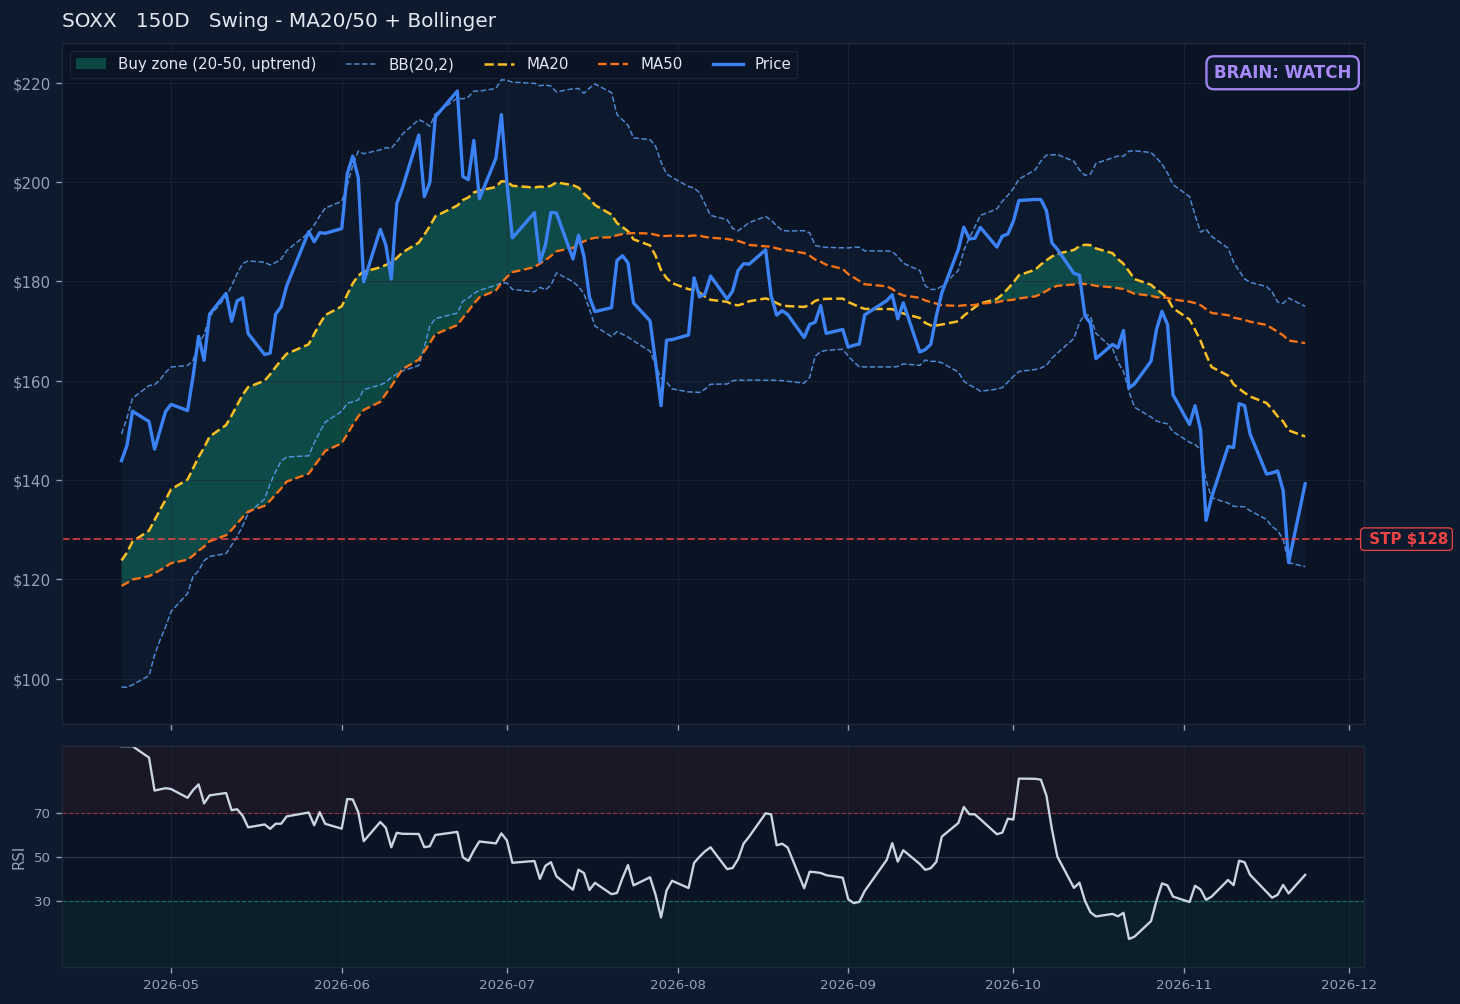 SOXX   150D   Swing - MA20/50 + Bollinger
Buy zone (20-50, uptrend)
BB(20,2)
MA20
MA50
Price
BRAIN: WATCH
$220
$200
$180
$160
$140
$120
$100
STP $128
RSI
70
50
30
2026-05
2026-06
2026-07
2026-08
2026-09
2026-10
2026-11
2026-12